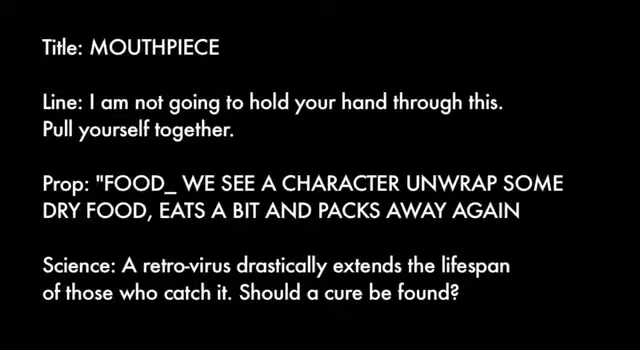 Title: MOUTHPIECE
Line: I am not going to hold your hand through this.
Pull yourself together.
Prop: "FOOD_ WE SEE A CHARACTER UNWRAP SOME
DRY FOOD, EATS A BIT AND PACKS AWAY AGAIN
Science: A retro-virus drastically extends the lifespan
of those who catch it. Should a cure be found?